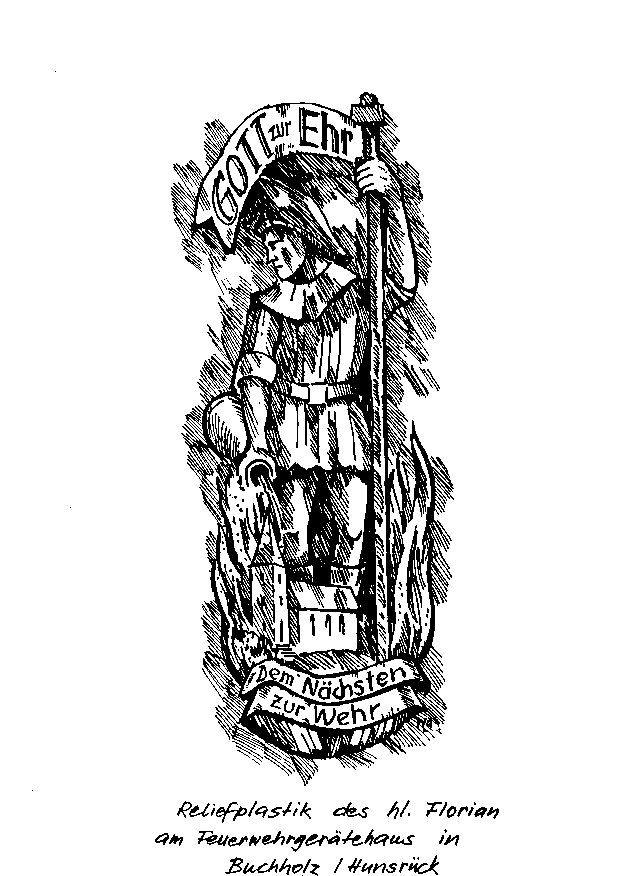 GOTT zur Ehr
Dem Nächsten
zur Wehr
Reliefplastik des hl. Florian
am Feuerwehrgerätehaus in
Buchholz / Hunsrück